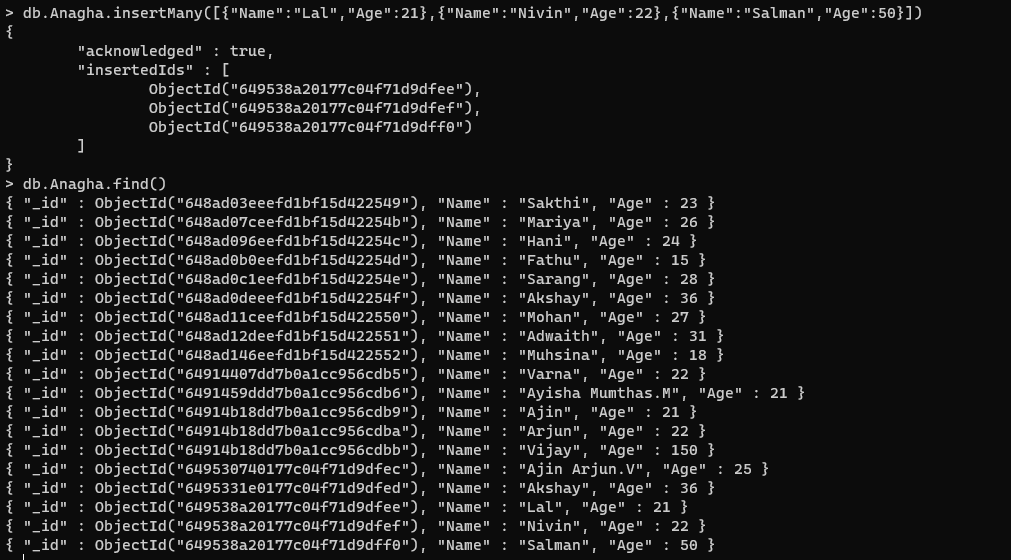 > db.Anagha.insertMany([{"Name":"Lal","Age":21},{"Name":"Nivin","Age":22},{"Name":"Salman","Age":50}])
{
        "acknowledged" : true,
        "insertedIds" : [
                ObjectId("649538a20177c04f71d9dfee"),
                ObjectId("649538a20177c04f71d9dfef"),
                ObjectId("649538a20177c04f71d9dff0")
        ]
}
> db.Anagha.find()
{ "_id" : ObjectId("648ad03eeefd1bf15d422549"), "Name" : "Sakthi", "Age" : 23 }
{ "_id" : ObjectId("648ad07ceefd1bf15d42254b"), "Name" : "Mariya", "Age" : 26 }
{ "_id" : ObjectId("648ad096eefd1bf15d42254c"), "Name" : "Hani", "Age" : 24 }
{ "_id" : ObjectId("648ad0b0eefd1bf15d42254d"), "Name" : "Fathu", "Age" : 15 }
{ "_id" : ObjectId("648ad0c1eefd1bf15d42254e"), "Name" : "Sarang", "Age" : 28 }
{ "_id" : ObjectId("648ad0deeefd1bf15d42254f"), "Name" : "Akshay", "Age" : 36 }
{ "_id" : ObjectId("648ad11ceefd1bf15d422550"), "Name" : "Mohan", "Age" : 27 }
{ "_id" : ObjectId("648ad12deefd1bf15d422551"), "Name" : "Adwaith", "Age" : 31 }
{ "_id" : ObjectId("648ad146eefd1bf15d422552"), "Name" : "Muhsina", "Age" : 18 }
{ "_id" : ObjectId("64914407dd7b0a1cc956cdb5"), "Name" : "Varna", "Age" : 22 }
{ "_id" : ObjectId("6491459ddd7b0a1cc956cdb6"), "Name" : "Ayisha Mumthas.M", "Age" : 21 }
{ "_id" : ObjectId("64914b18dd7b0a1cc956cdb9"), "Name" : "Ajin", "Age" : 21 }
{ "_id" : ObjectId("64914b18dd7b0a1cc956cdba"), "Name" : "Arjun", "Age" : 22 }
{ "_id" : ObjectId("64914b18dd7b0a1cc956cdbb"), "Name" : "Vijay", "Age" : 150 }
{ "_id" : ObjectId("649530740177c04f71d9dfec"), "Name" : "Ajin Arjun.V", "Age" : 25 }
{ "_id" : ObjectId("6495331e0177c04f71d9dfed"), "Name" : "Akshay", "Age" : 36 }
{ "_id" : ObjectId("649538a20177c04f71d9dfee"), "Name" : "Lal", "Age" : 21 }
{ "_id" : ObjectId("649538a20177c04f71d9dfef"), "Name" : "Nivin", "Age" : 22 }
{ "_id" : ObjectId("649538a20177c04f71d9dff0"), "Name" : "Salman", "Age" : 50 }